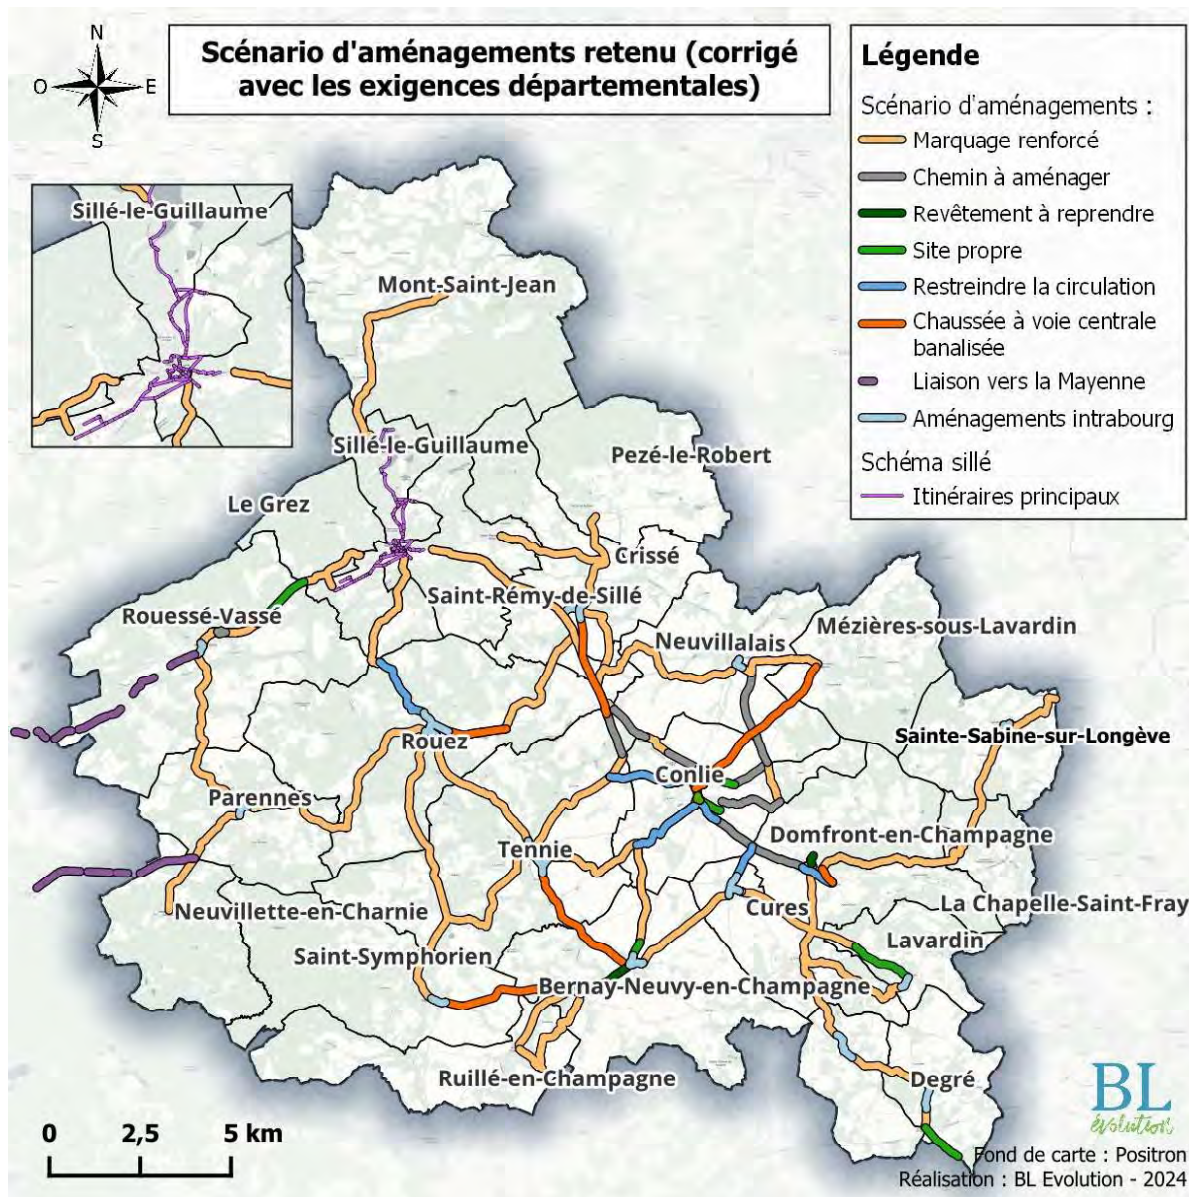 N
O
E
S
Scénario d'aménagements retenu (corrigé
avec les exigences départementales)
Légende
Scénario d'aménagements :
Marquage renforcé
Chemin à aménager
Revêtement à reprendre
Site propre
Restreindre la circulation
Chaussée à voie centrale
banalisée
Liaison vers la Mayenne
Aménagements intrabourg
Schéma sillé
Itinéraires principaux
Sillé-le-Guillaume
Mont-Saint-Jean
Sillé-le-Guillaume
Pezé-le-Robert
Le Grez
Crissé
Saint-Rémy-de-Sillé
Rouessé-Vassé
Neuvillalais
Mézières-sous-Lavardin
Rouez
Sainte-Sabine-sur-Longève
Conlie
Parennes
Domfront-en-Champagne
Tennie
Neuvillette-en-Charnie
Cures
La Chapelle-Saint-Fray
Lavardin
Saint-Symphorien
Bernay-Neuvy-en-Champagne
Ruillé-en-Champagne
Degré
0 2,5 5 km
BL
évolution
Fond de carte : Positron
Réalisation : BL Evolution - 2024